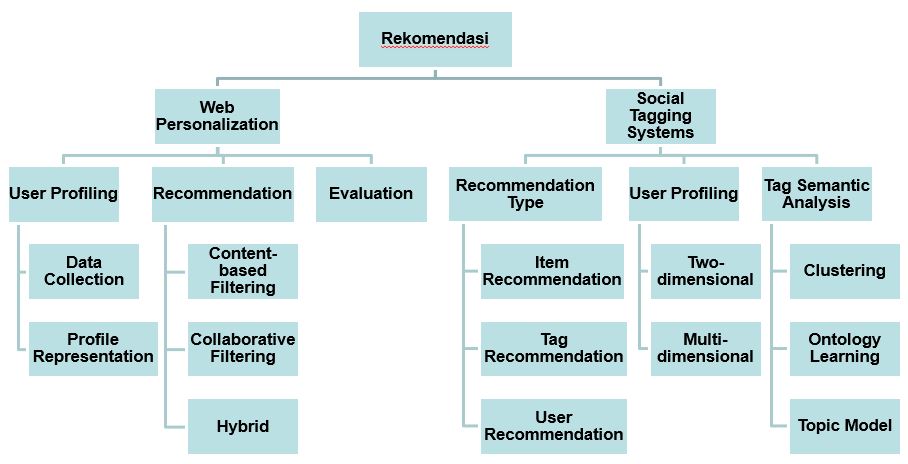 Rekomendasi
Web
Personalization
Social
Tagging
Systems
User Profiling
Recommendation
Evaluation
Recommendation
Type
User Profiling
Tag Semantic
Analysis
Data
Collection
Content-
based
Filtering
Item
Recommendation
Two-
dimensional
Clustering
Profile
Representation
Collaborative
Filtering
Tag
Recommendation
Multi-
dimensional
Ontology
Learning
Hybrid
User
Recommendation
Topic Model